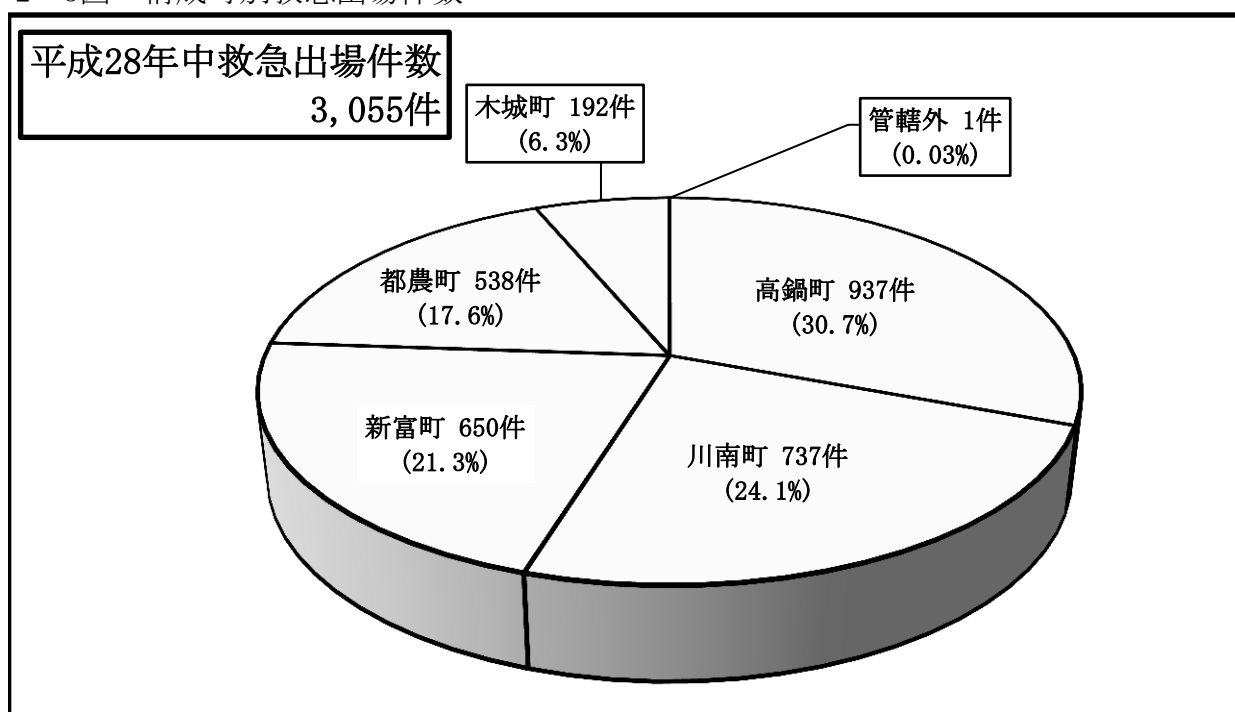 平成28年中救急出場件数
3,055件
木城町 192件
(6.3%)
管轄外 1件
(0.03%)
都農町 538件
(17.6%)
高鍋町 937件
(30.7%)
新富町 650件
(21.3%)
川南町 737件
(24.1%)